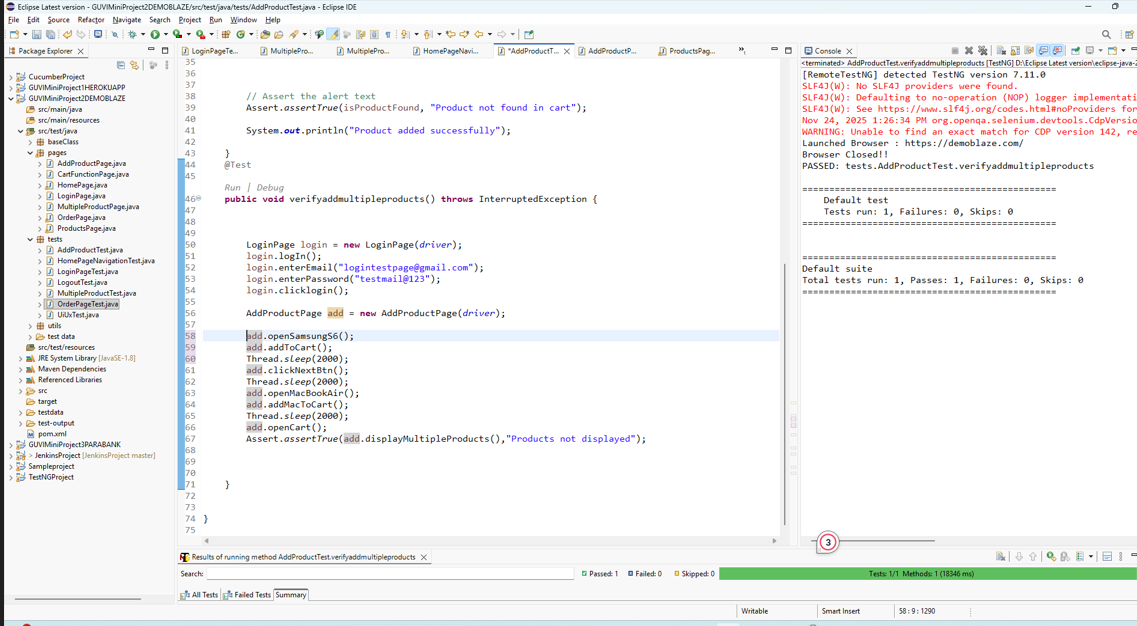 Eclipse Latest version - GUVIMiniProject2DEMOBLAZE/src/test/java/tests/AddProductTest.java - Eclipse IDE
File Edit Source Refactor Navigate Search Project Run Window Help
Package Explorer
CucumberProject
GUVIMiniProject1HEROKUAPP
GUVIMiniProject2DEMOBLAZE
src/main/java
src/main/resources
src/test/java
baseClass
pages
AddProductPage.java
CartFunctionPage.java
HomePage.java
LoginPage.java
MultipleProductPage.java
OrderPage.java
ProductsPage.java
tests
AddProductTest.java
HomePageNavigationTest.java
LoginPageTest.java
LogoutTest.java
MultipleProductTest.java
OrderPageTest.java
UiUxTest.java
utils
test data
src/test/resources
JRE System Library [JavaSE-1.8]
Maven Dependencies
Referenced Libraries
src
target
testdata
test-output
pom.xml
GUVIMiniProject3PARABANK
> JenkinsProject [JenkinsProject master]
Sampleproject
TestNGProject
LoginPageTe... MultiplePro... MultiplePro... HomePageNavi... *AddProductT... AddProductP... ProductsPag...
35
36
37
38 // Assert the alert text
39 Assert.assertTrue(isProductFound, "Product not found in cart");
40
41 System.out.println("Product added successfully");
42
43 }
44 @Test
45
Run | Debug
46 public void verifyaddmultipleproducts() throws InterruptedException {
47
48
49
50 LoginPage login = new LoginPage(driver);
51 login.logIn();
52 login.enterEmail("logintestpage@gmail.com");
53 login.enterPassword("testmail@123");
54 login.clicklogin();
55
56 AddProductPage add = new AddProductPage(driver);
57
58 add.openSamsungS6();
59 add.addToCart();
60 Thread.sleep(2000);
61 add.clickNextBtn();
62 Thread.sleep(2000);
63 add.openMacBookAir();
64 add.addMacToCart();
65 Thread.sleep(2000);
66 add.openCart();
67 Assert.assertTrue(add.displayMultipleProducts(),"Products not displayed");
68
69
70
71 }
72
73
74 }
75
Console
<terminated> AddProductTest.verifyaddmultipleproducts [TestNG] D:\Eclipse Latest version\eclipse-java-2
[RemoteTestNG] detected TestNG version 7.11.0
SLF4J(W): No SLF4J providers were found.
SLF4J(W): Defaulting to no-operation (NOP) logger implementati
SLF4J(W): See https://www.slf4j.org/codes.html#noProviders for
Nov 24, 2025 1:26:34 PM org.openqa.selenium.devtools.CdpVersio
WARNING: Unable to find an exact match for CDP version 142, re
Launched Browser : https://demoblaze.com/
Browser Closed!!
PASSED: tests.AddProductTest.verifyaddmultipleproducts
===============================================
Default test
Tests run: 1, Failures: 0, Skips: 0
===============================================
===============================================
Default suite
Total tests run: 1, Passes: 1, Failures: 0, Skips: 0
===============================================
3
Results of running method AddProductTest.verifyaddmultipleproducts
Search: Passed: 1 Failed: 0 Skipped: 0 Tests: 1/1 Methods: 1 (18346 ms)
All Tests Failed Tests Summary
Writable Smart Insert 58 : 9 : 1290